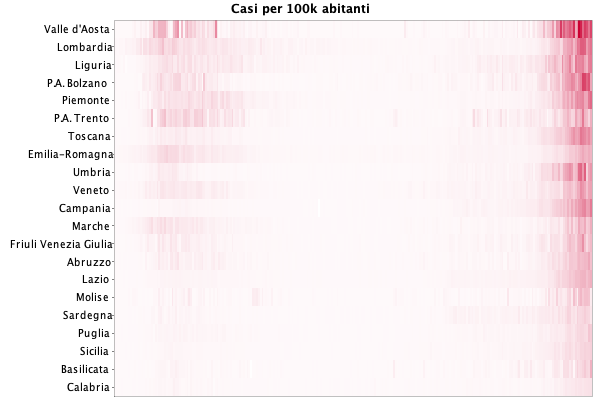 Casi per 100k abitanti
Valle d'Aosta
Lombardia
Liguria
P.A. Bolzano
Piemonte
P.A. Trento
Toscana
Emilia-Romagna
Umbria
Veneto
Campania
Marche
Friuli Venezia Giulia
Abruzzo
Lazio
Molise
Sardegna
Puglia
Sicilia
Basilicata
Calabria